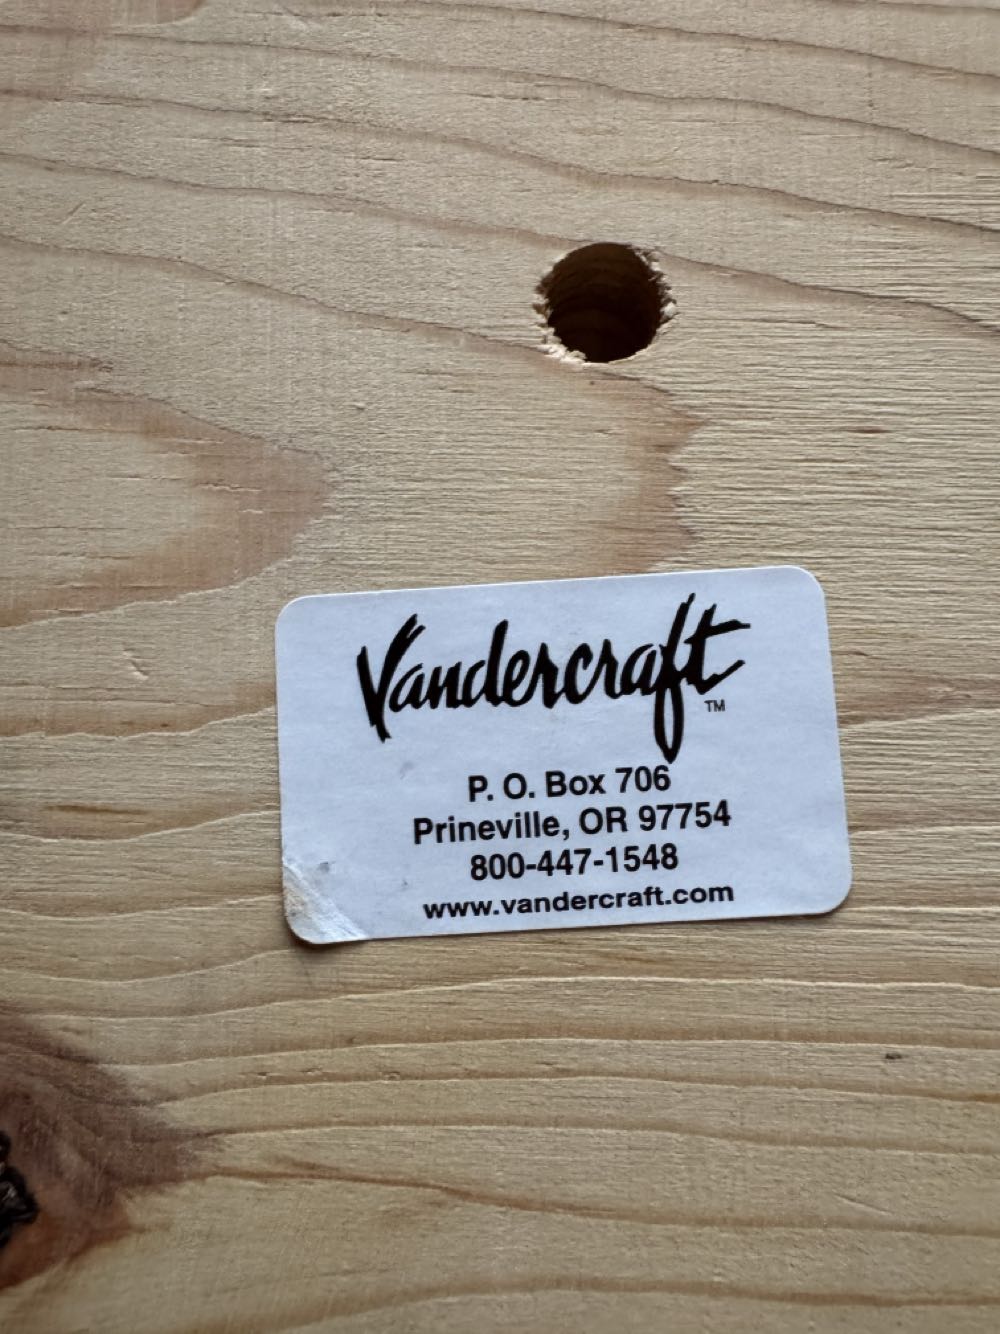 Vandercraft™
P. O. Box 706
Prineville, OR 97754
800-447-1548
www.vandercraft.com